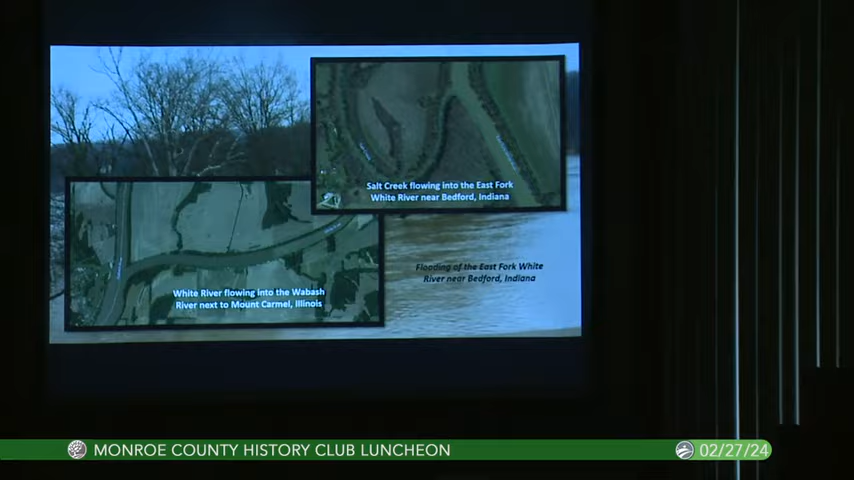 Salt Creek flowing into the East Fork
White River near Bedford, Indiana
White River flowing into the Wabash
River next to Mount Carmel, Illinois
Flooding of the East Fork White
River near Bedford, Indiana
MONROE COUNTY HISTORY CLUB LUNCHEON
02/27/24